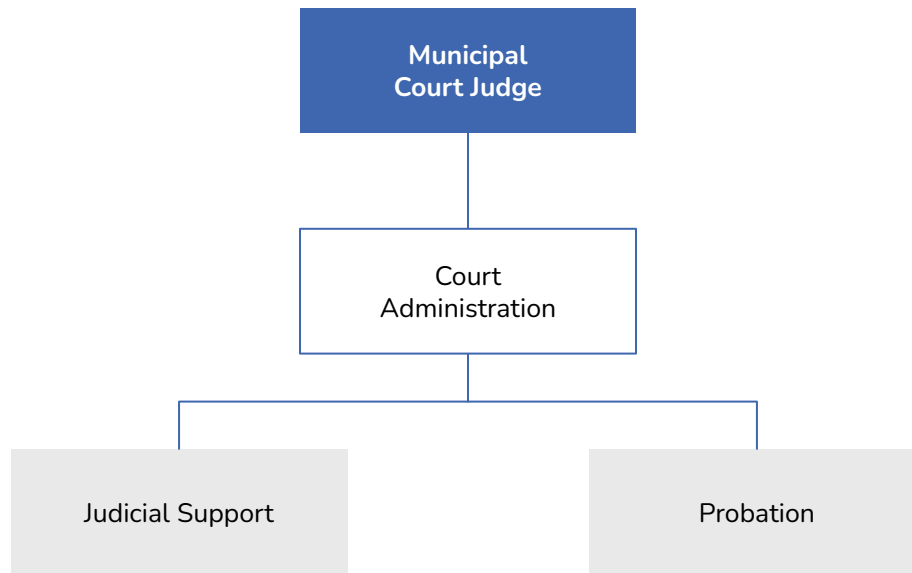 Municipal
Court Judge
Court
Administration
Judicial Support
Probation